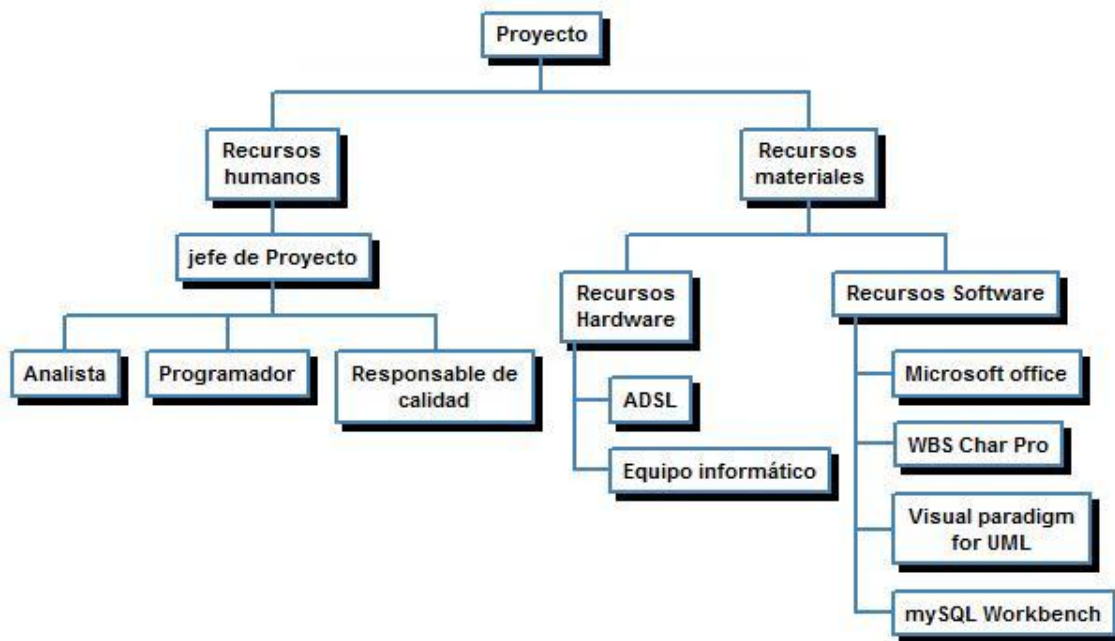 Proyecto
Recursos
humanos
Recursos
materiales
jefe de Proyecto
Recursos
Hardware
Recursos Software
Analista
Programador
Responsable de
calidad
ADSL
Equipo informático
Microsoft office
WBS Char Pro
Visual paradigm
for UML
mySQL Workbench